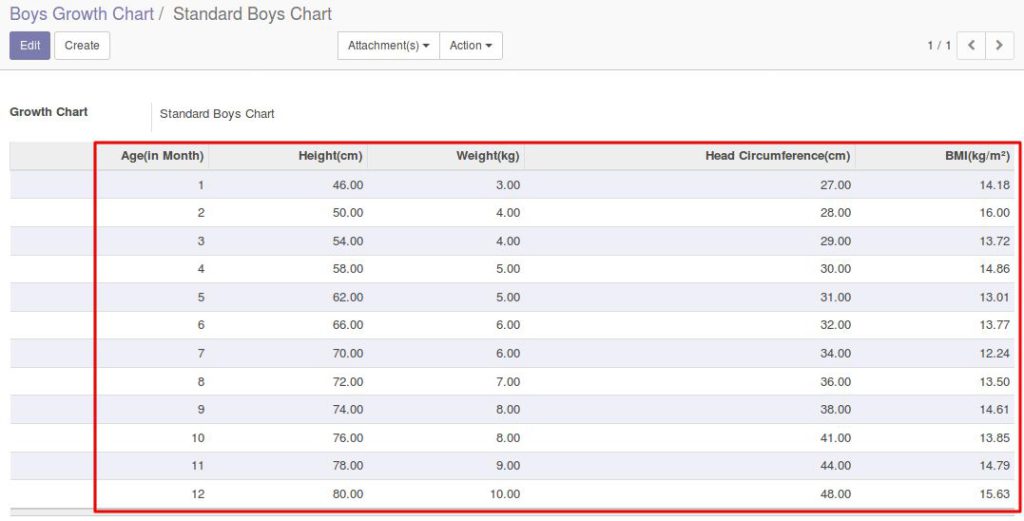 Boys Growth Chart / Standard Boys Chart
Edit Create Attachment(s) Action 1 / 1
Growth Chart Standard Boys Chart
Age(in Month) Height(cm) Weight(kg) Head Circumference(cm) BMI(kg/m²)
1 46.00 3.00 27.00 14.18
2 50.00 4.00 28.00 16.00
3 54.00 4.00 29.00 13.72
4 58.00 5.00 30.00 14.86
5 62.00 5.00 31.00 13.01
6 66.00 6.00 32.00 13.77
7 70.00 6.00 34.00 12.24
8 72.00 7.00 36.00 13.50
9 74.00 8.00 38.00 14.61
10 76.00 8.00 41.00 13.85
11 78.00 9.00 44.00 14.79
12 80.00 10.00 48.00 15.63